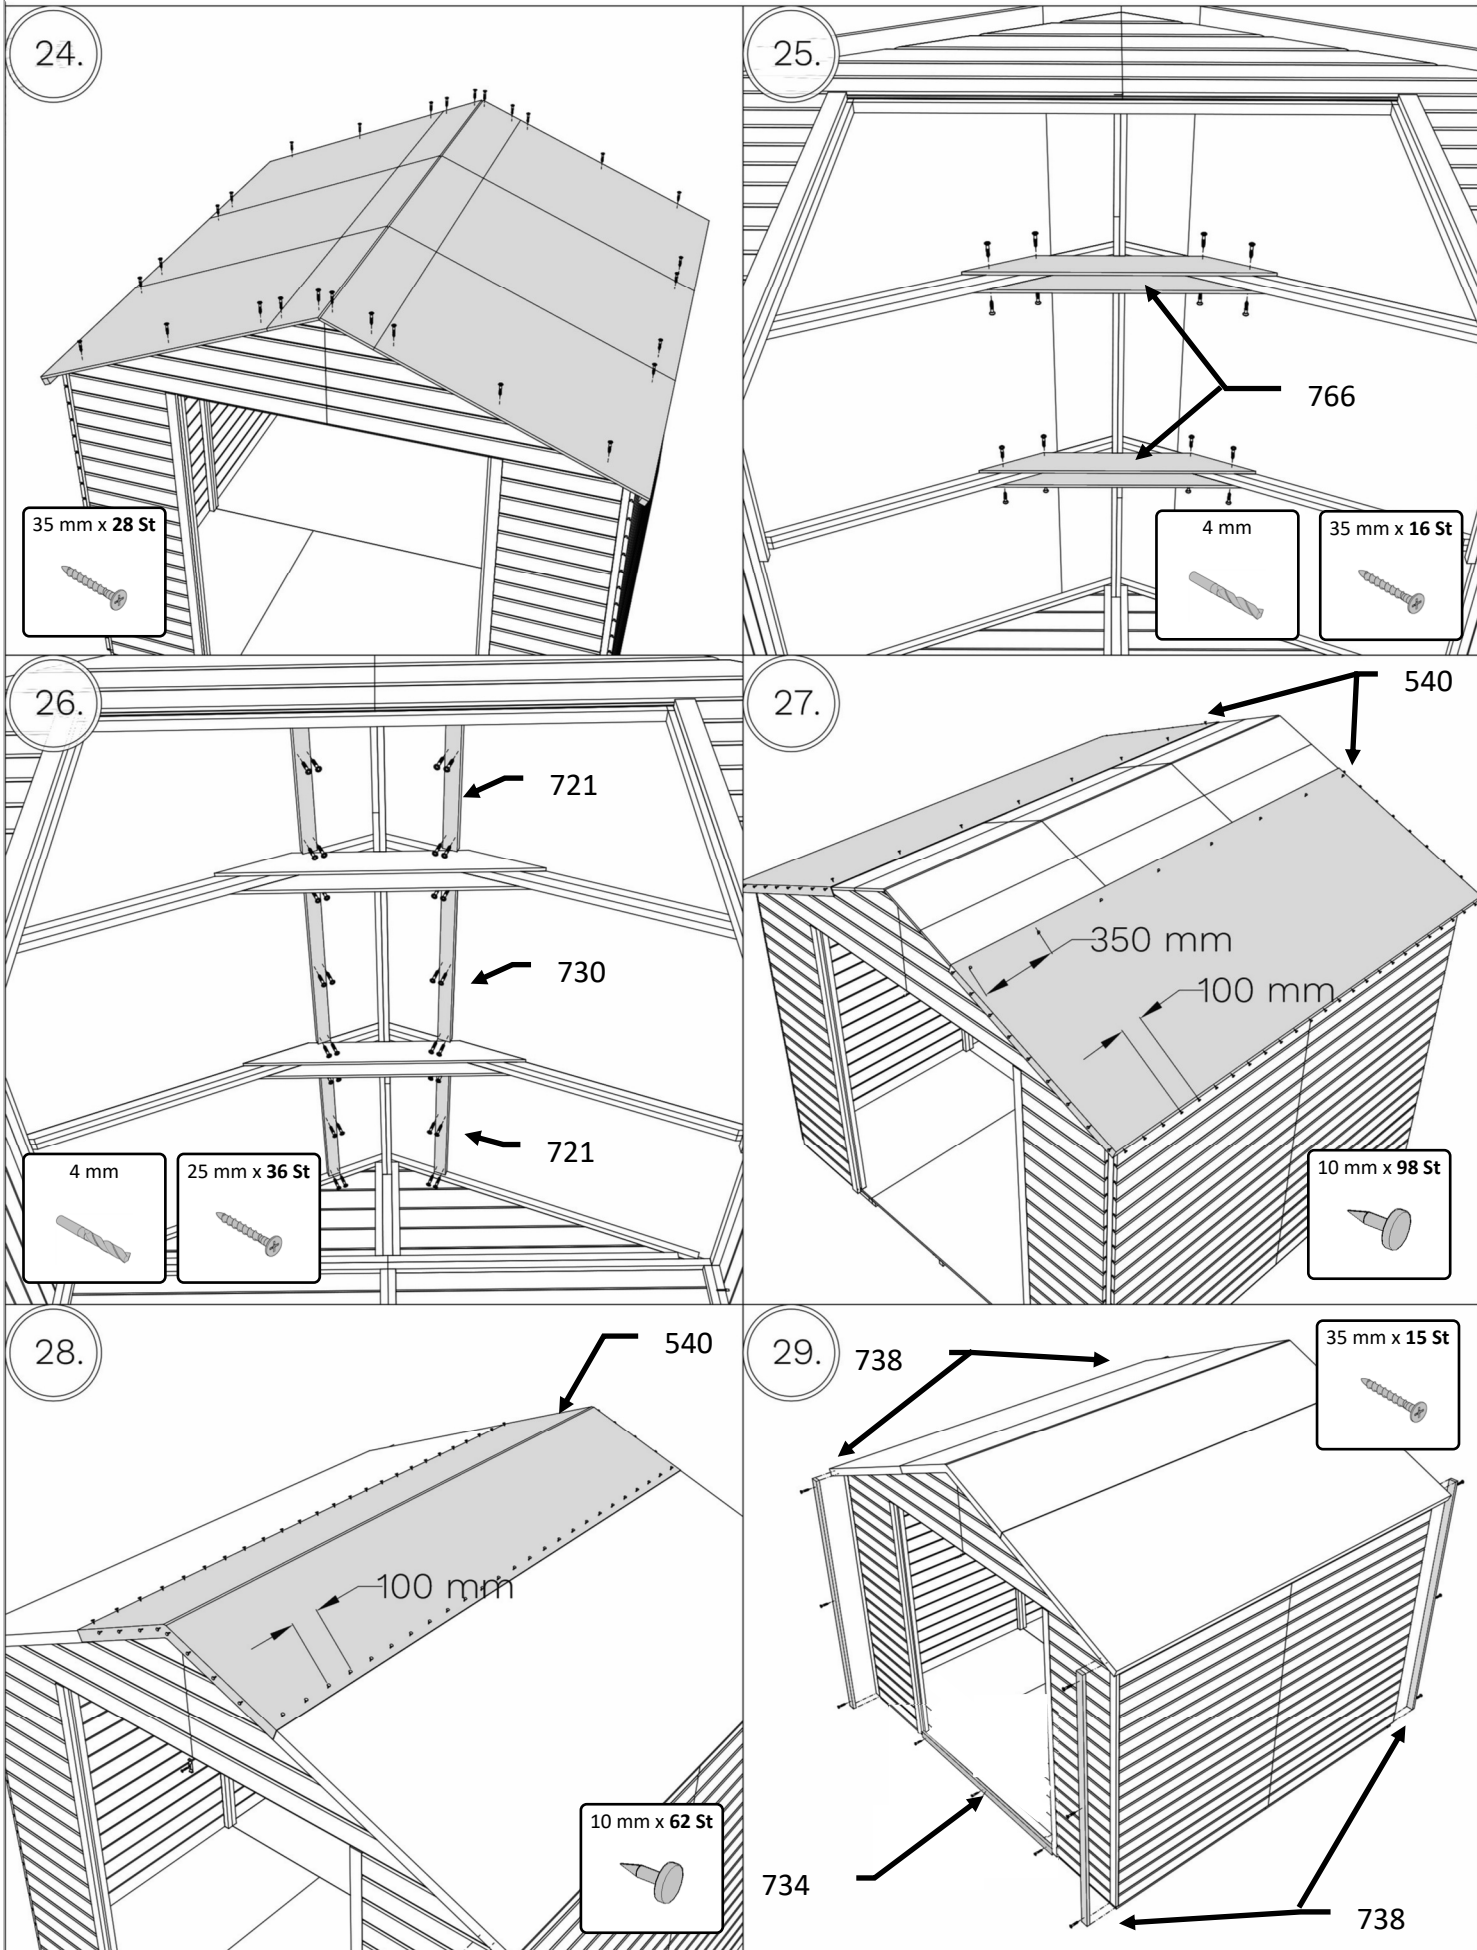 24.
35 mm x 28 St
25.
766
4 mm
35 mm x 16 St
26.
721
730
721
4 mm
25 mm x 36 St
27.
540
350 mm
100 mm
10 mm x 98 St
28.
540
100 mm
10 mm x 62 St
29.
738
35 mm x 15 St
734
738